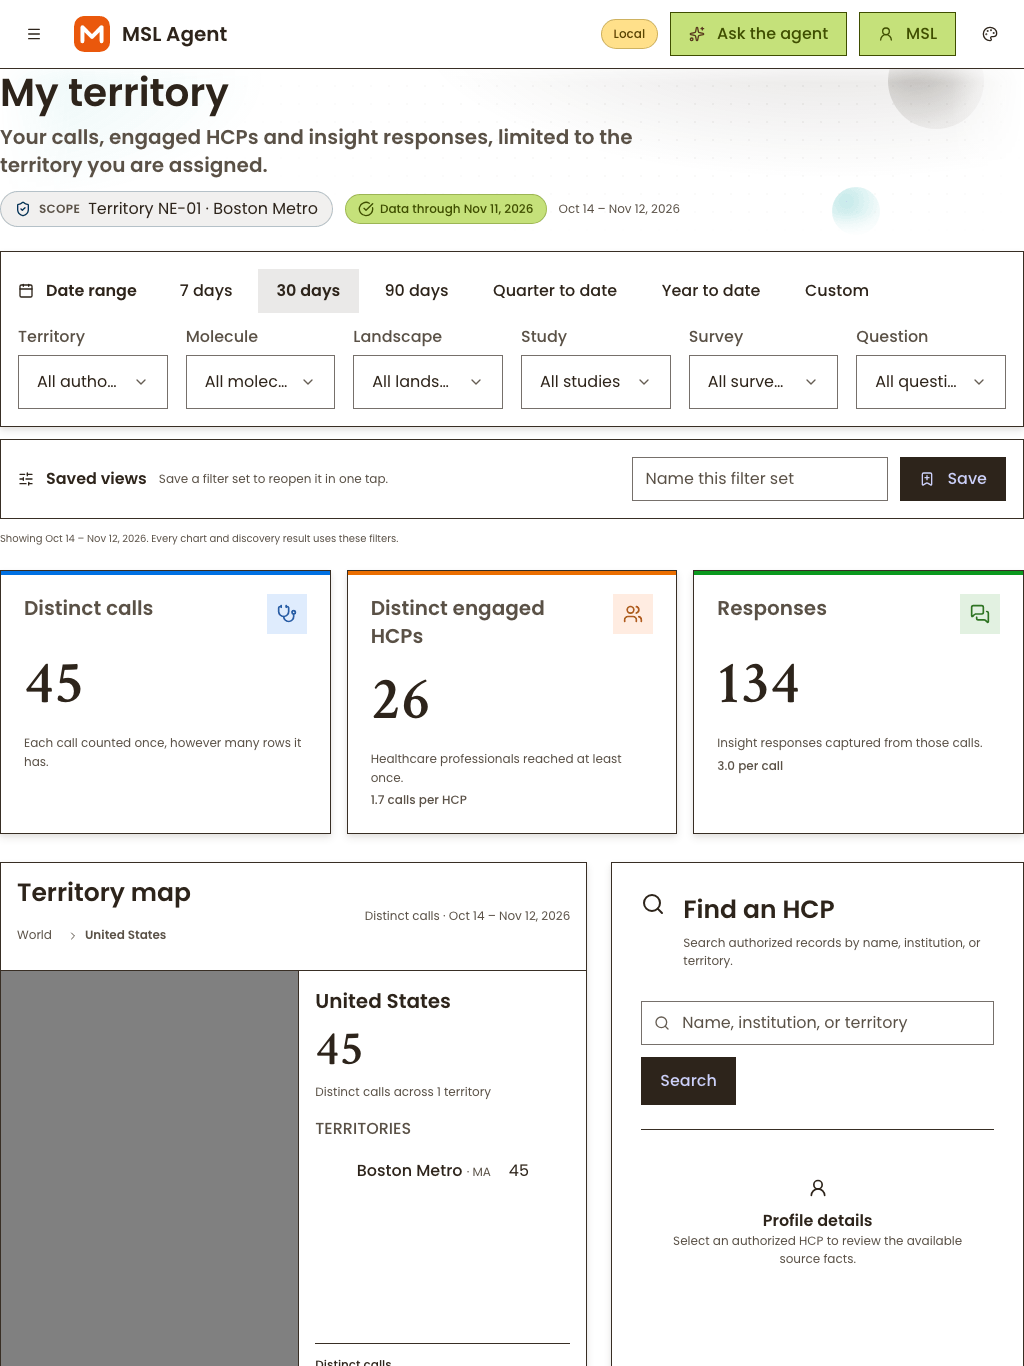 MSL Agent
Local
Ask the agent
MSL
My territory
Your calls, engaged HCPs and insight responses, limited to the
territory you are assigned.
SCOPE Territory NE-01 · Boston Metro
Data through Nov 11, 2026
Oct 14 – Nov 12, 2026
Date range
7 days
30 days
90 days
Quarter to date
Year to date
Custom
Territory
Molecule
Landscape
Study
Survey
Question
All autho...
All molec...
All lands...
All studies
All surve...
All questi...
Saved views
Save a filter set to reopen it in one tap.
Name this filter set
Save
Showing Oct 14 – Nov 12, 2026. Every chart and discovery result uses these filters.
Distinct calls
45
Each call counted once, however many rows it
has.
Distinct engaged
HCPs
26
Healthcare professionals reached at least
once.
1.7 calls per HCP
Responses
134
Insight responses captured from those calls.
3.0 per call
Territory map
World
United States
Distinct calls · Oct 14 – Nov 12, 2026
United States
45
Distinct calls across 1 territory
TERRITORIES
Boston Metro · MA 45
Distinct calls
Find an HCP
Search authorized records by name, institution, or
territory.
Name, institution, or territory
Search
Profile details
Select an authorized HCP to review the available
source facts.